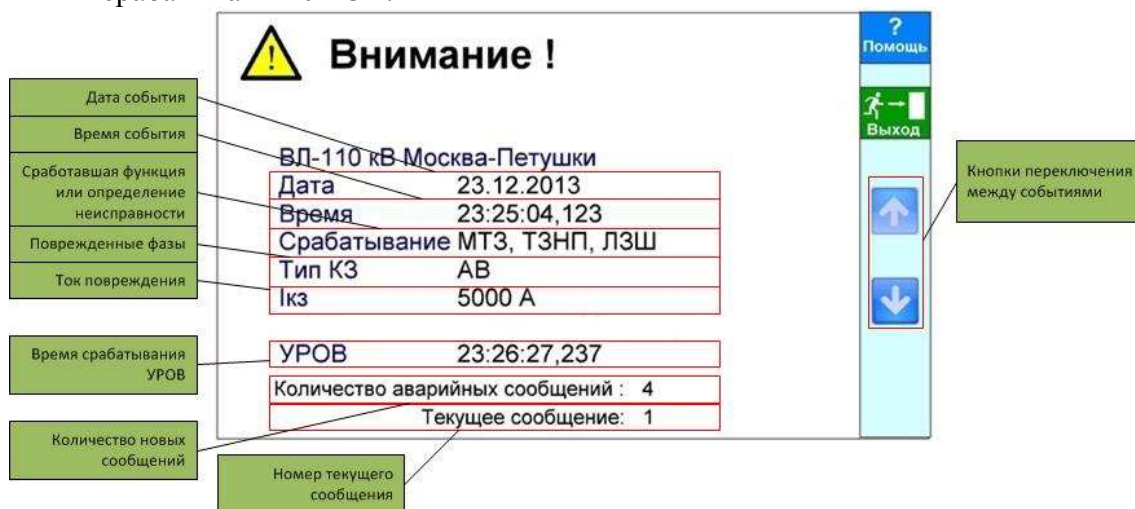 Внимание !
?
Помощь
Выход
Дата события
Время события
Сработавшая функция
или определение
неисправности
Поврежденные фазы
Ток повреждения
Время срабатывания
УРОВ
Количество новых
сообщений
ВЛ-110 кВ Москва-Петушки
Дата 23.12.2013
Время 23:25:04,123
Срабатывание МТЗ, ТЗНП, ЛЗШ
Тип КЗ АВ
Iкз 5000 А
УРОВ 23:26:27,237
Количество аварийных сообщений : 4
Текущее сообщение: 1
Номер текущего
сообщения
Кнопки переключения
между событиями